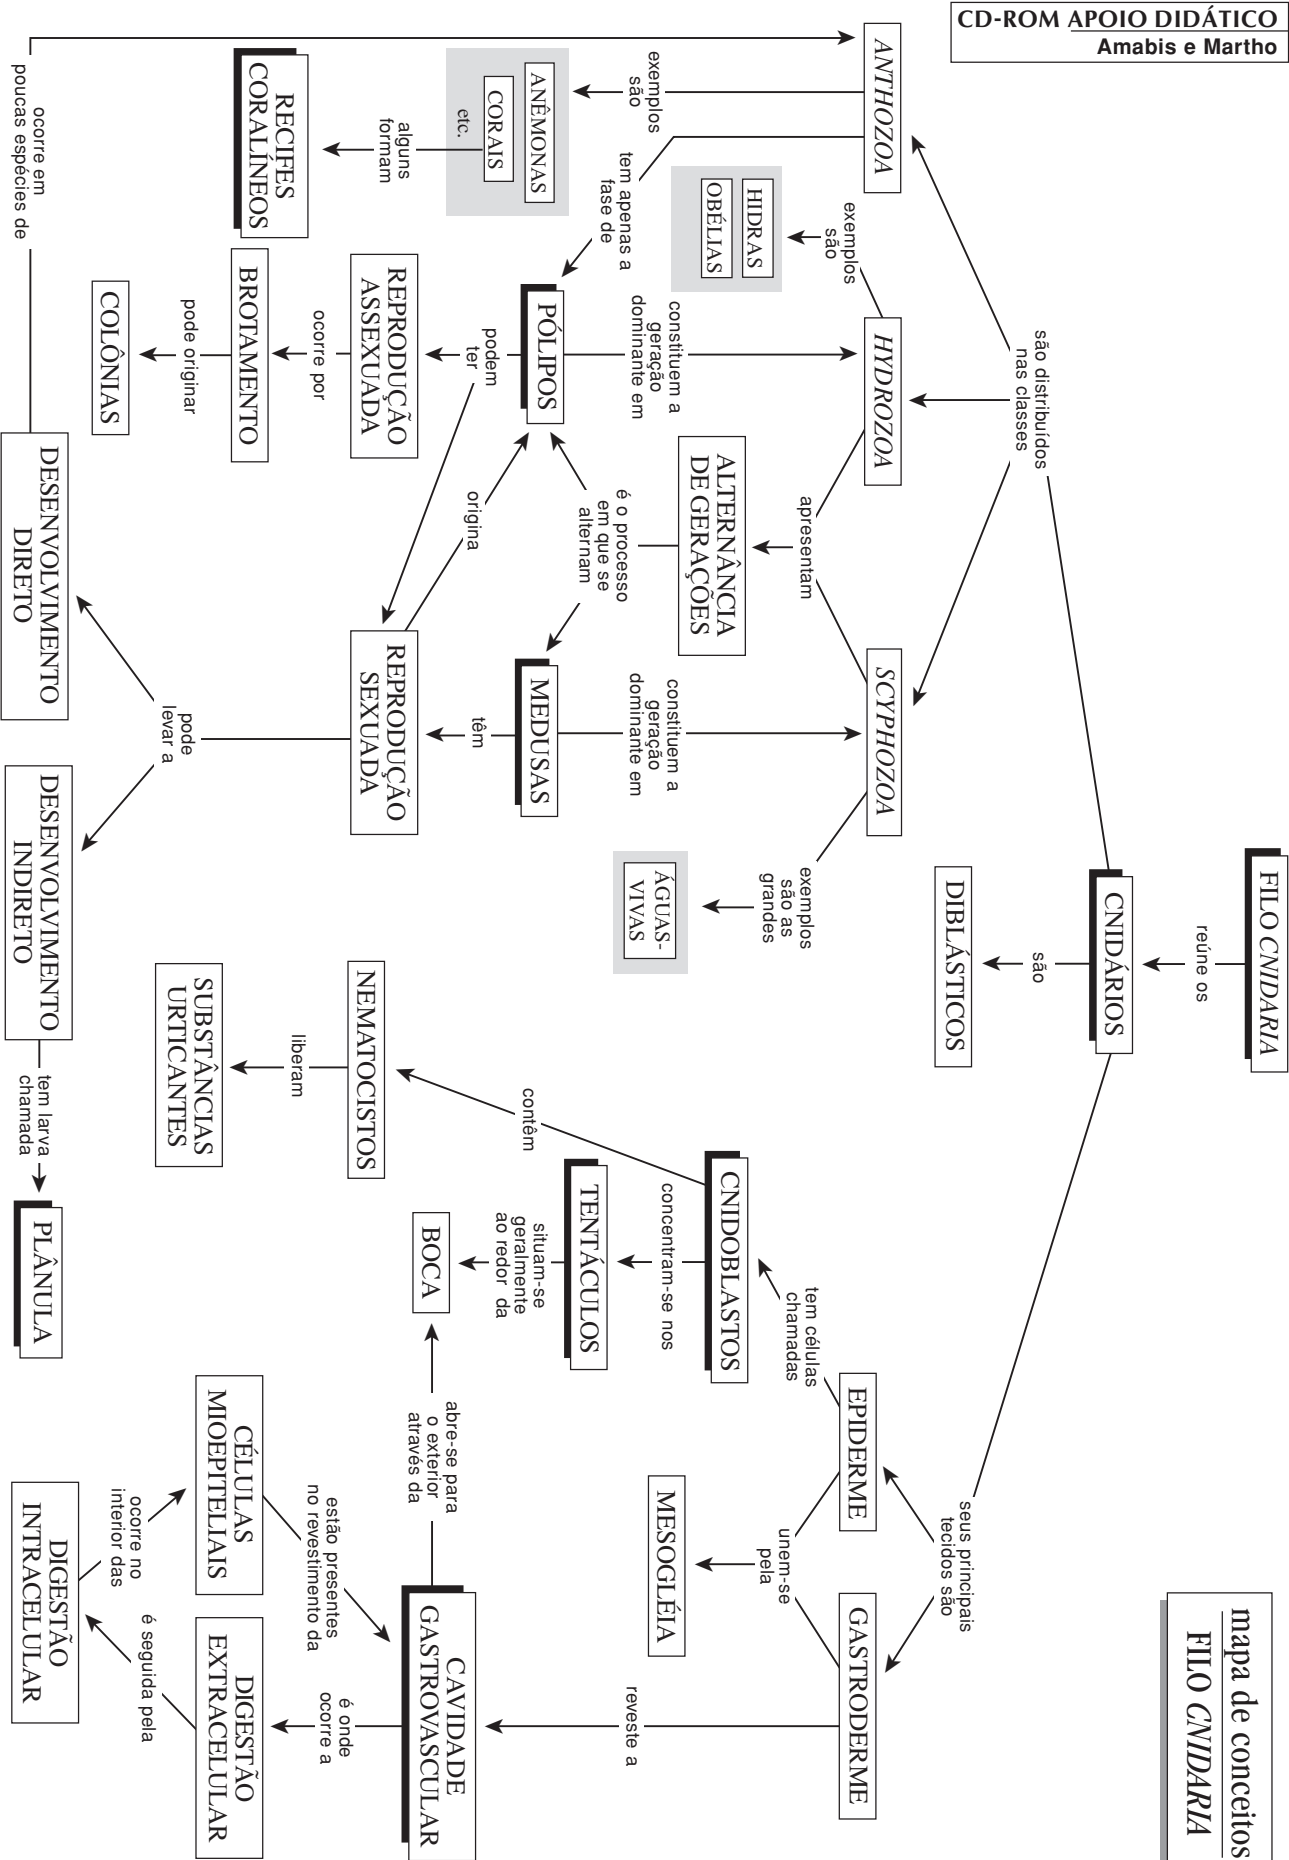 CD-ROM APOIO DIDÁTICO
Amabis e Martho
mapa de conceitos
FILO CNIDARIA
FILO CNIDARIA
reúne os
CNIDÁRIOS
são
DIBLÁSTICOS
são distribuídos
nas classes
ANTHOZOA
HYDROZOA
SCYPHOZOA
exemplos
são
ANÊMONAS
CORAIS
etc.
alguns
formam
RECIFES
CORALÍNEOS
tem apenas a
fase de
exemplos
são
HIDRAS
OBÉLIAS
constituem a
geração
dominante em
PÓLIPOS
apresentam
ALTERNÂNCIA
DE GERAÇÕES
é o processo
em que se
alternam
MEDUSAS
constituem a
geração
dominante em
exemplos
são as
grandes
ÁGUAS-
VIVAS
podem
ter
REPRODUÇÃO
ASSEXUADA
ocorre por
BROTAMENTO
pode originar
COLÔNIAS
origina
têm
REPRODUÇÃO
SEXUADA
pode
levar a
DESENVOLVIMENTO
DIRETO
ocorre em
poucas espécies de
DESENVOLVIMENTO
INDIRETO
tem larva
chamada
PLÂNULA
seus principais
tecidos são
EPIDERME
GASTRODERME
unem-se
pela
MESOGLÉIA
tem células
chamadas
CNIDOBLASTOS
contêm
NEMATOCISTOS
liberam
SUBSTÂNCIAS
URTICANTES
concentram-se nos
TENTÁCULOS
situam-se
geralmente
ao redor da
BOCA
reveste a
CAVIDADE
GASTROVASCULAR
abre-se para
o exterior
através da
é onde
ocorre a
DIGESTÃO
EXTRACELULAR
é seguida pela
DIGESTÃO
INTRACELULAR
ocorre no
interior das
CÉLULAS
MIOEPITELIAIS
estão presentes
no revestimento da